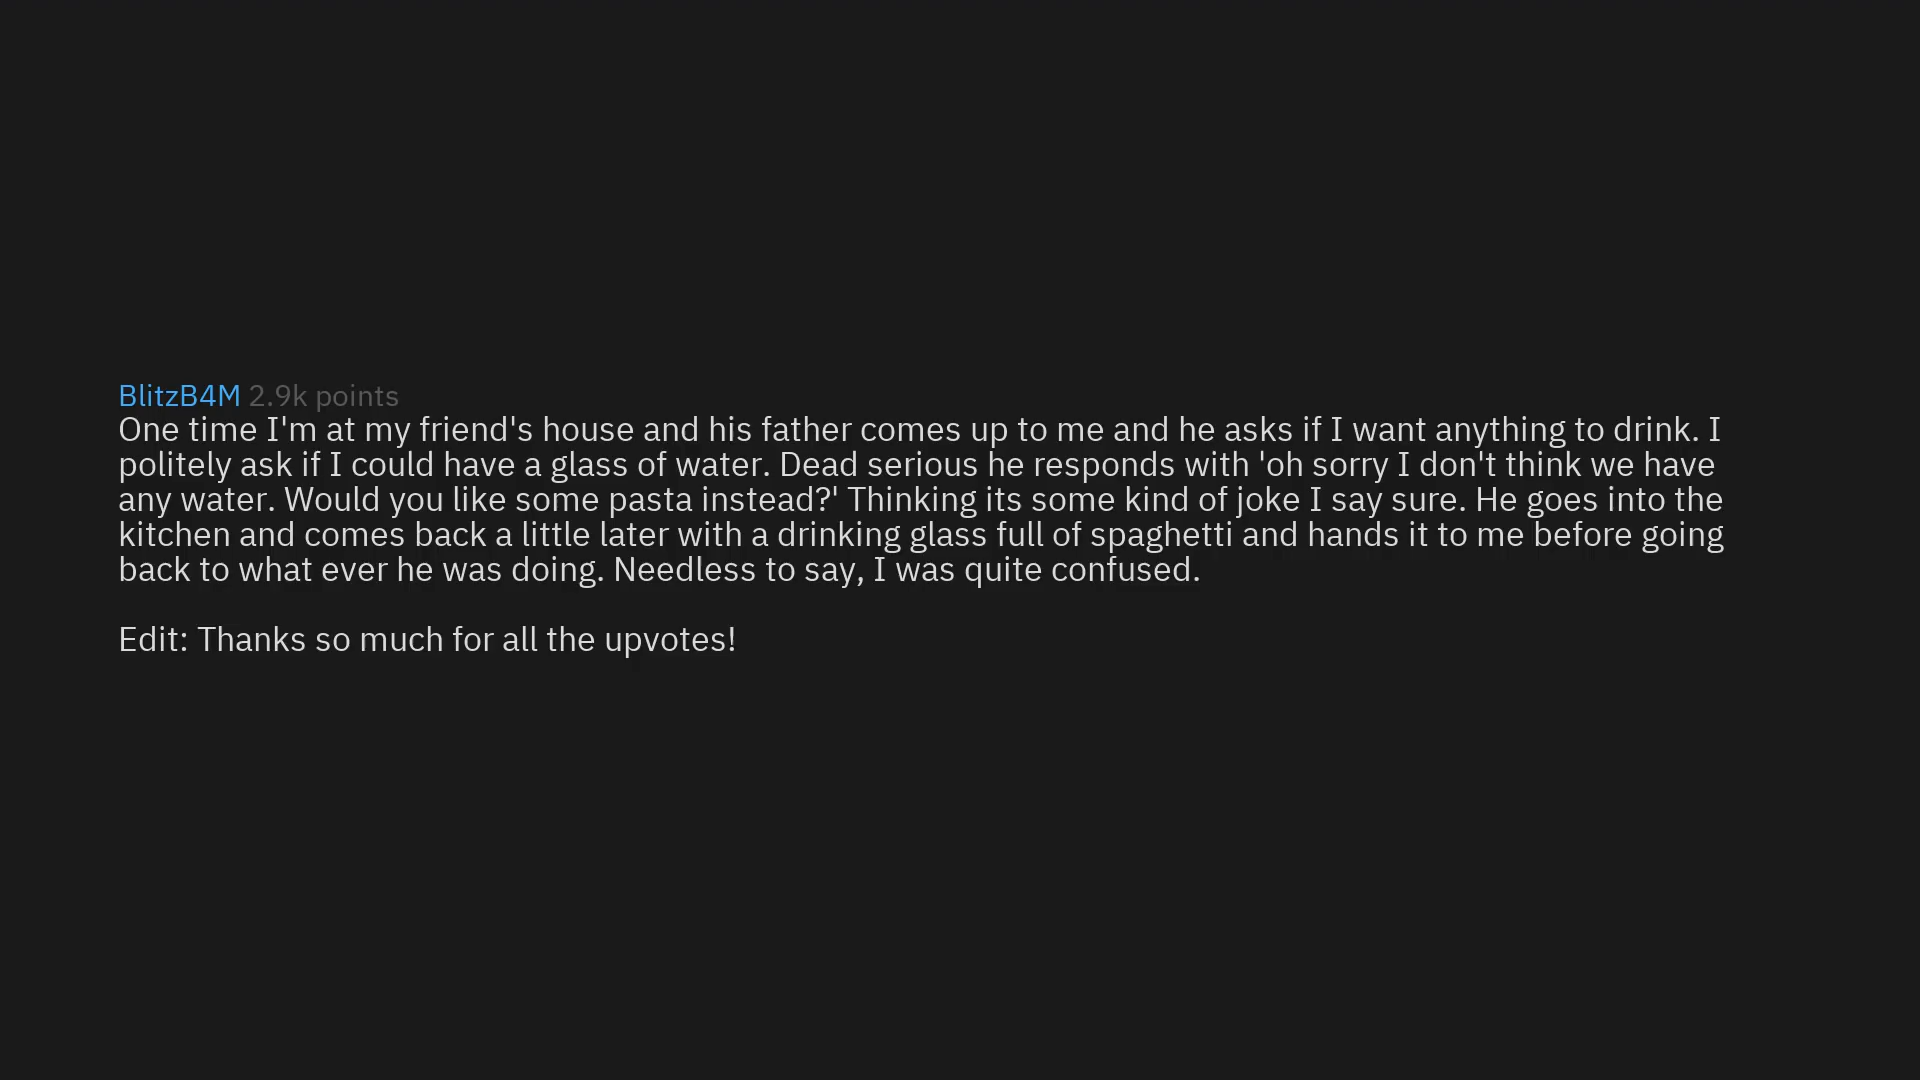 BlitzB4M 2.9k points
One time I'm at my friend's house and his father comes up to me and he asks if I want anything to drink. I
politely ask if I could have a glass of water. Dead serious he responds with 'oh sorry I don't think we have
any water. Would you like some pasta instead?' Thinking its some kind of joke I say sure. He goes into the
kitchen and comes back a little later with a drinking glass full of spaghetti and hands it to me before going
back to what ever he was doing. Needless to say, I was quite confused.
Edit: Thanks so much for all the upvotes!